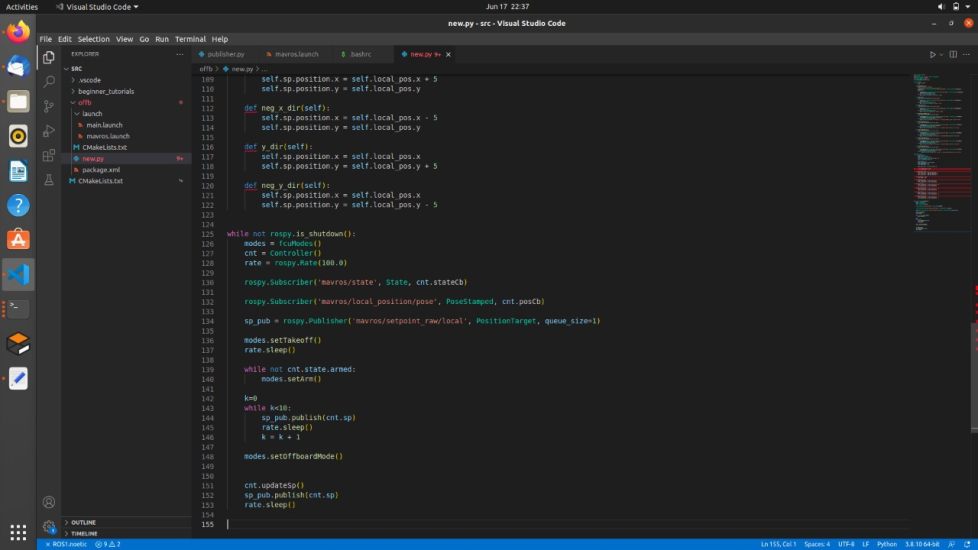 Activities
Visual Studio Code
Jun 17 22:37
new.py - src - Visual Studio Code
File Edit Selection View Go Run Terminal Help
EXPLORER
SRC
.vscode
beginner_tutorials
offb
launch
main.launch
mavros.launch
CMakeLists.txt
new.py 9+
package.xml
CMakeLists.txt
OUTLINE
TIMELINE
publisher.py
mavros.launch
$ .bashrc
new.py 9+
offb > new.py > ...
109 self.sp.position.x = self.local_pos.x + 5
110 self.sp.position.y = self.local_pos.y
111
112 def neg_x_dir(self):
113 self.sp.position.x = self.local_pos.x - 5
114 self.sp.position.y = self.local_pos.y
115
116 def y_dir(self):
117 self.sp.position.x = self.local_pos.x
118 self.sp.position.y = self.local_pos.y + 5
119
120 def neg_y_dir(self):
121 self.sp.position.x = self.local_pos.x
122 self.sp.position.y = self.local_pos.y - 5
123
124
125 while not rospy.is_shutdown():
126 modes = fcuModes()
127 cnt = Controller()
128 rate = rospy.Rate(100.0)
129
130 rospy.Subscriber('mavros/state', State, cnt.stateCb)
131
132 rospy.Subscriber('mavros/local_position/pose', PoseStamped, cnt.posCb)
133
134 sp_pub = rospy.Publisher('mavros/setpoint_raw/local', PositionTarget, queue_size=1)
135
136 modes.setTakeoff()
137 rate.sleep()
138
139 while not cnt.state.armed:
140 modes.setArm()
141
142 k=0
143 while k<10:
144 sp_pub.publish(cnt.sp)
145 rate.sleep()
146 k = k + 1
147
148 modes.setOffboardMode()
149
150
151 cnt.updateSp()
152 sp_pub.publish(cnt.sp)
153 rate.sleep()
154
155
ROS1.noetic 9 2
Ln 155, Col 1 Spaces: 4 UTF-8 LF Python 3.8.10 64-bit